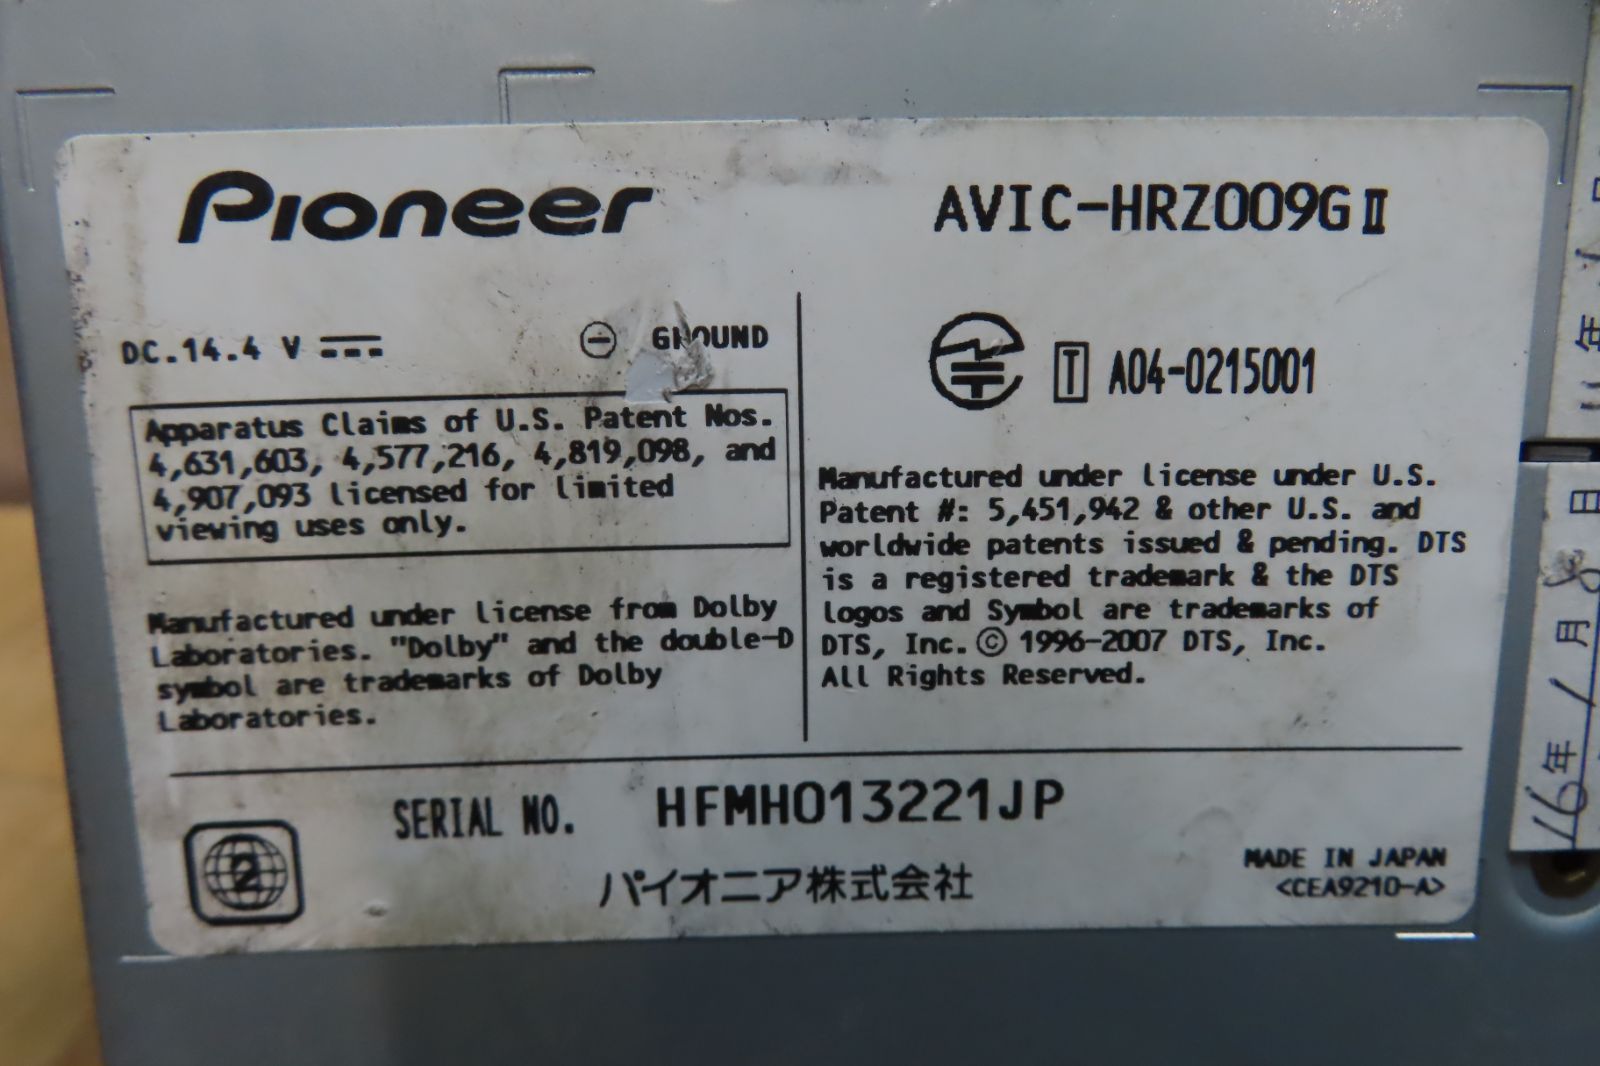 Pioneer
AVIC-HRZ009GⅡ
DC.14.4 V
GROUND
T A04-0215001
Apparatus Claims of U.S. Patent Nos.
4,631,603, 4,577,216, 4,819,098, and
4,907,093 licensed for limited
viewing uses only.
Manufactured under license from Dolby
Laboratories. "Dolby" and the double-D
symbol are trademarks of Dolby
Laboratories.
Manufactured under license under U.S.
Patent #: 5,451,942 & other U.S. and
worldwide patents issued & pending. DTS
is a registered trademark & the DTS
logos and Symbol are trademarks of
DTS, Inc. © 1996-2007 DTS, Inc.
All Rights Reserved.
2
SERIAL NO. HFMH013221JP
パイオニア株式会社
MADE IN JAPAN
<CEA9210-A>
16年1月8日